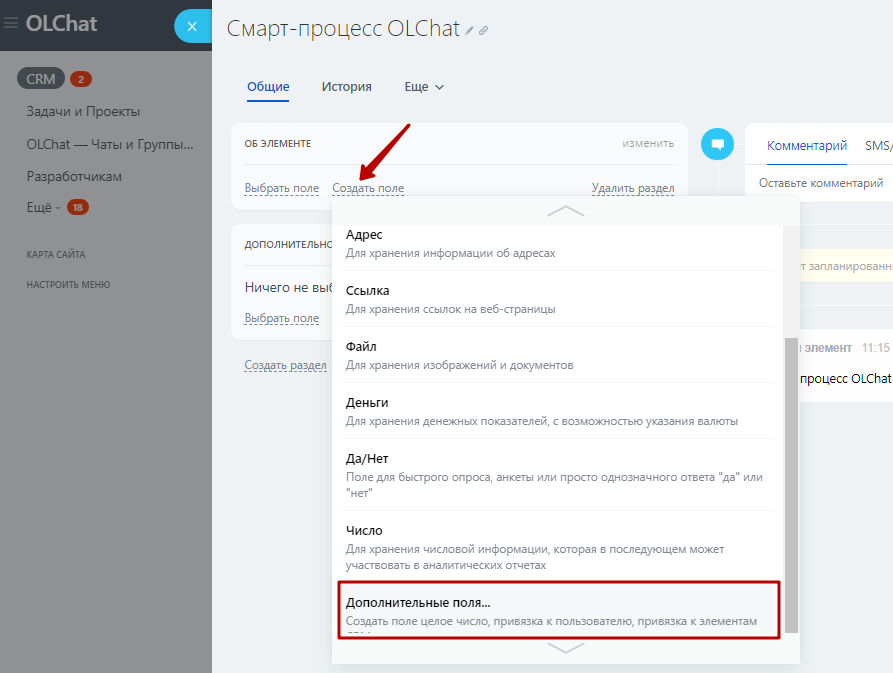 OLChat
CRM 2
Задачи и Проекты
OLChat — Чаты и Группы...
Разработчикам
Ещё - 18
КАРТА САЙТА
НАСТРОИТЬ МЕНЮ
Смарт-процесс OLChat
Общие История Еще
ОБ ЭЛЕМЕНТЕ изменить
Выбрать поле Создать поле Удалить раздел
ДОПОЛНИТЕЛЬНО
Ничего не выб
Выбрать поле
Создать раздел
Адрес
Для хранения информации об адресах
Ссылка
Для хранения ссылок на веб-страницы
Файл
Для хранения изображений и документов
Деньги
Для хранения денежных показателей, с возможностью указания валюты
Да/Нет
Поле для быстрого опроса, анкеты или просто однозначного ответа "да" или
"нет"
Число
Для хранения числовой информации, которая в последующем может
участвовать в аналитических отчетах
Дополнительные поля...
Создать поле целое число, привязка к пользователю, привязка к элементам
Комментарий SMS/
Оставьте комментарий
ет запланированн
элемент 11:15
процесс OLChat